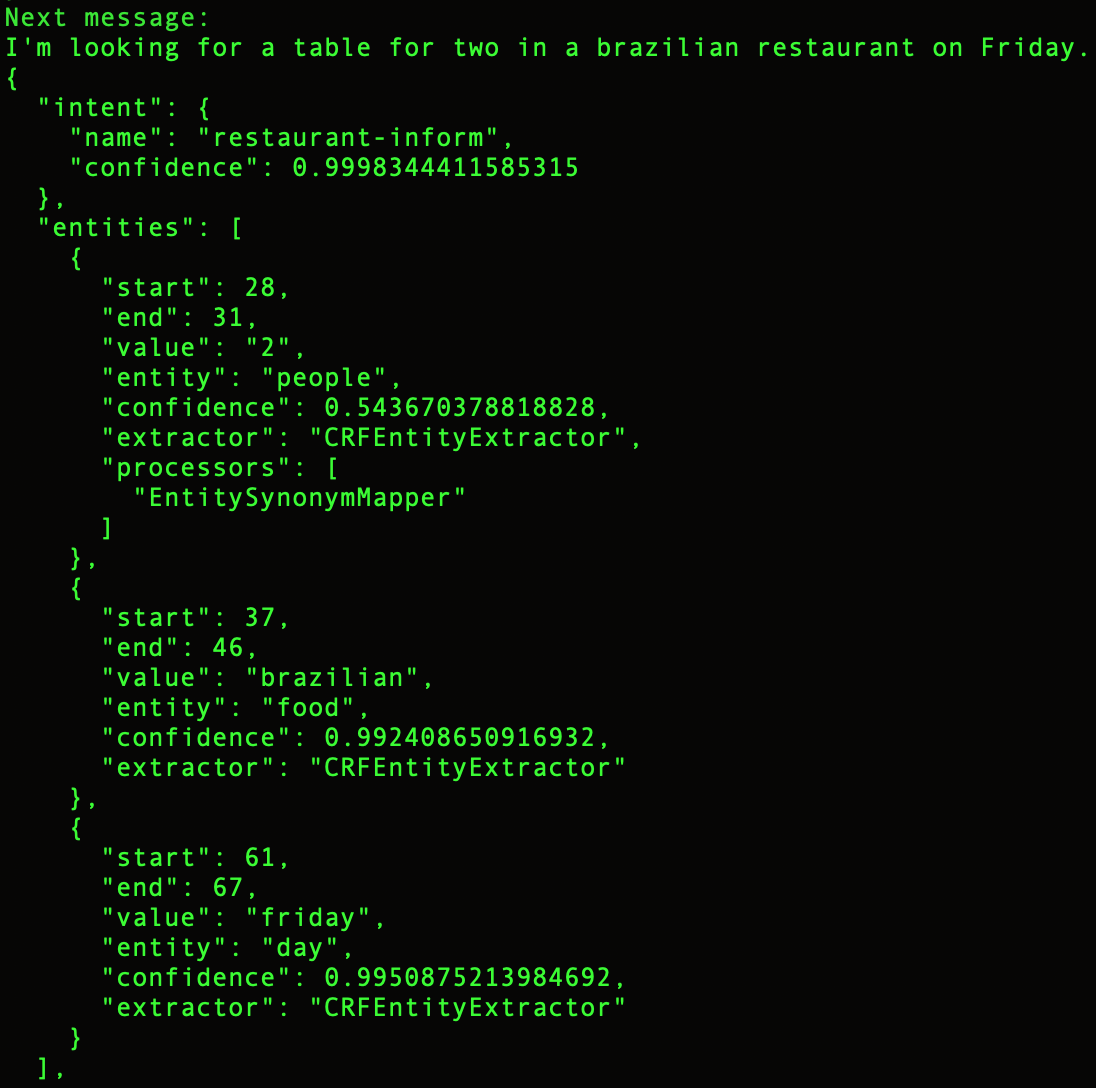 Next message:
I'm looking for a table for two in a brazilian restaurant on Friday.
{
  "intent": {
    "name": "restaurant-inform",
    "confidence": 0.9998344411585315
  },
  "entities": [
    {
      "start": 28,
      "end": 31,
      "value": "2",
      "entity": "people",
      "confidence": 0.543670378818828,
      "extractor": "CRFEntityExtractor",
      "processors": [
        "EntitySynonymMapper"
      ]
    },
    {
      "start": 37,
      "end": 46,
      "value": "brazilian",
      "entity": "food",
      "confidence": 0.992408650916932,
      "extractor": "CRFEntityExtractor"
    },
    {
      "start": 61,
      "end": 67,
      "value": "friday",
      "entity": "day",
      "confidence": 0.9950875213984692,
      "extractor": "CRFEntityExtractor"
    }
  ],